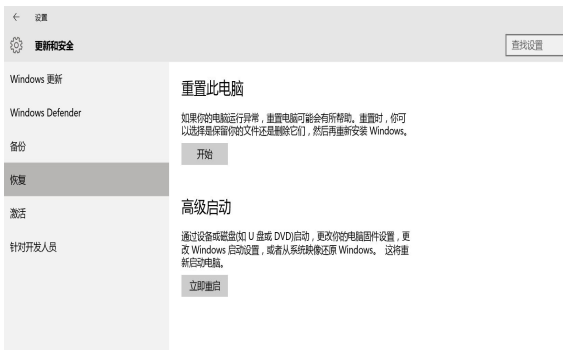 设置
更新和安全
查找设置
Windows 更新
Windows Defender
备份
恢复
激活
针对开发人员
重置此电脑
如果你的电脑运行异常，重置电脑可能会有所帮助。重置时，你可
以选择是保留你的文件还是删除它们，然后再重新安装 Windows。
开始
高级启动
通过设备或磁盘(如 U 盘或 DVD)启动，更改你的电脑固件设置，更
改 Windows 启动设置，或者从系统映像还原 Windows。 这将重
新启动电脑。
立即重启